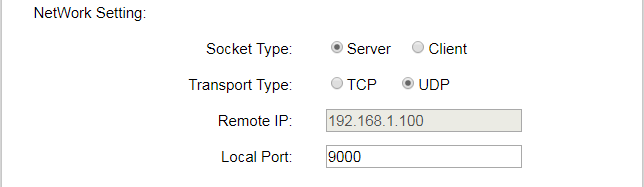 NetWork Setting:
Socket Type: Server Client
Transport Type: TCP UDP
Remote IP: 192.168.1.100
Local Port: 9000